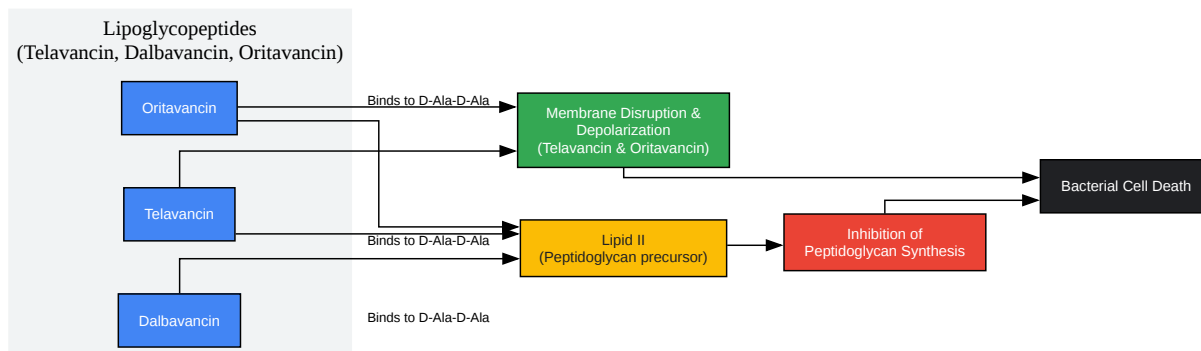 Lipoglycopeptides
(Telavancin, Dalbavancin, Oritavancin)
Oritavancin
Binds to D-Ala-D-Ala
Membrane Disruption &
Depolarization
(Telavancin & Oritavancin)
Bacterial Cell Death
Telavancin
Binds to D-Ala-D-Ala
Lipid II
(Peptidoglycan precursor)
Inhibition of
Peptidoglycan Synthesis
Dalbavancin
Binds to D-Ala-D-Ala